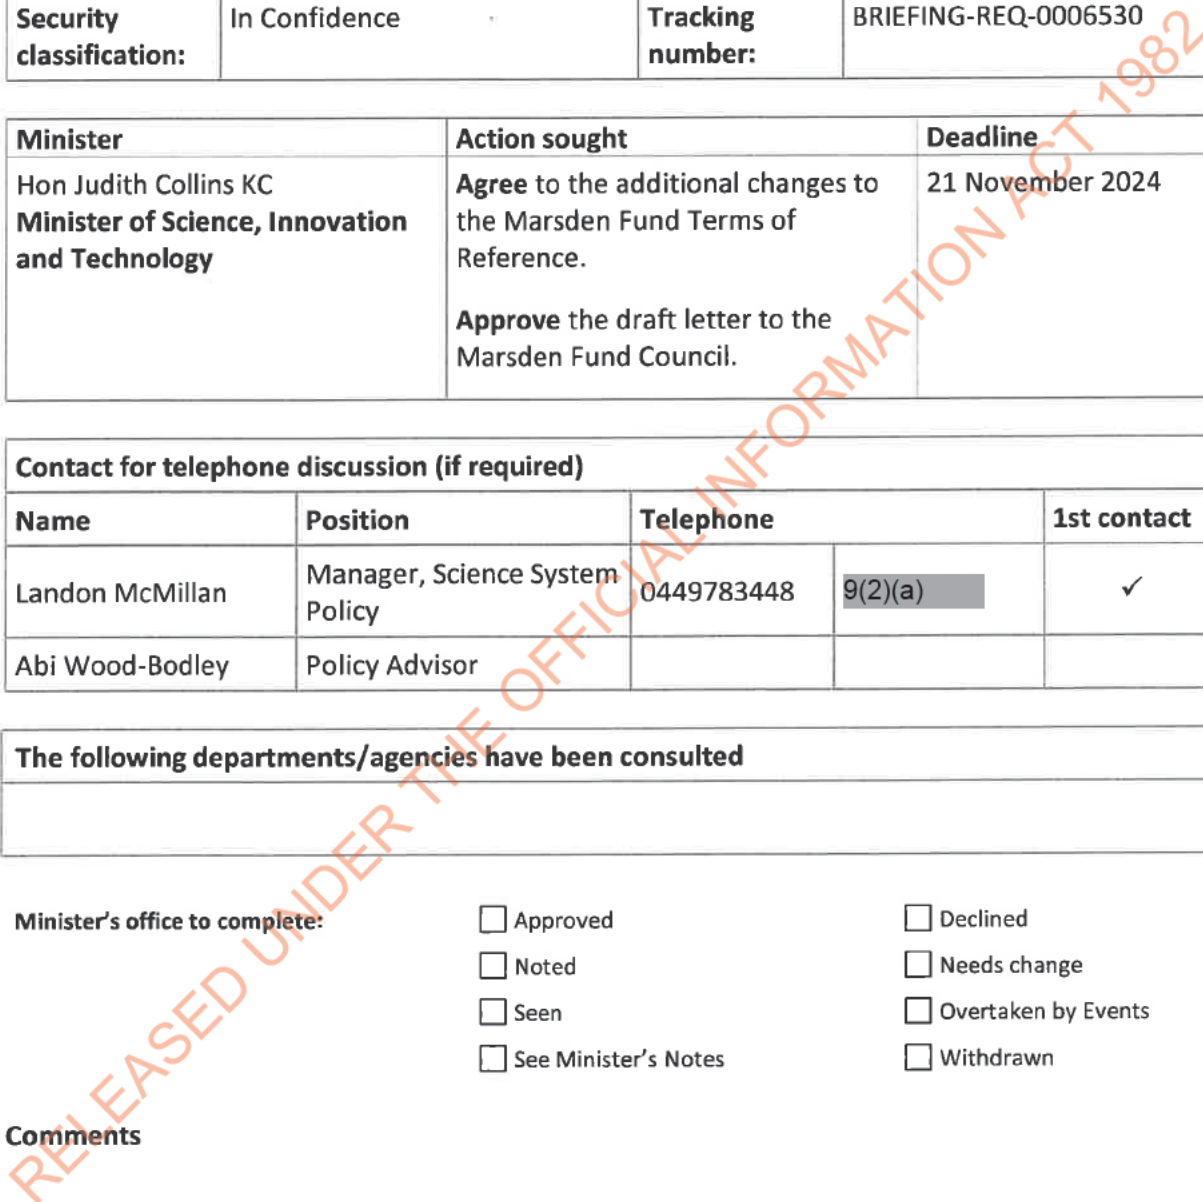 Security classification: In Confidence Tracking number: BRIEFING-REQ-0006530
Minister Action sought Deadline
Hon Judith Collins KC
Minister of Science, Innovation
and Technology
Agree to the additional changes to
the Marsden Fund Terms of
Reference.
Approve the draft letter to the
Marsden Fund Council.
21 November 2024
Contact for telephone discussion (if required)
Name Position Telephone 1st contact
Landon McMillan Manager, Science System Policy 0449783448 9(2)(a) ✓
Abi Wood-Bodley Policy Advisor
The following departments/agencies have been consulted
Minister's office to complete:
☐ Approved ☐ Declined
☐ Noted ☐ Needs change
☐ Seen ☐ Overtaken by Events
☐ See Minister's Notes ☐ Withdrawn
Comments
RELEASED UNDER THE OFFICIAL INFORMATION ACT 1982